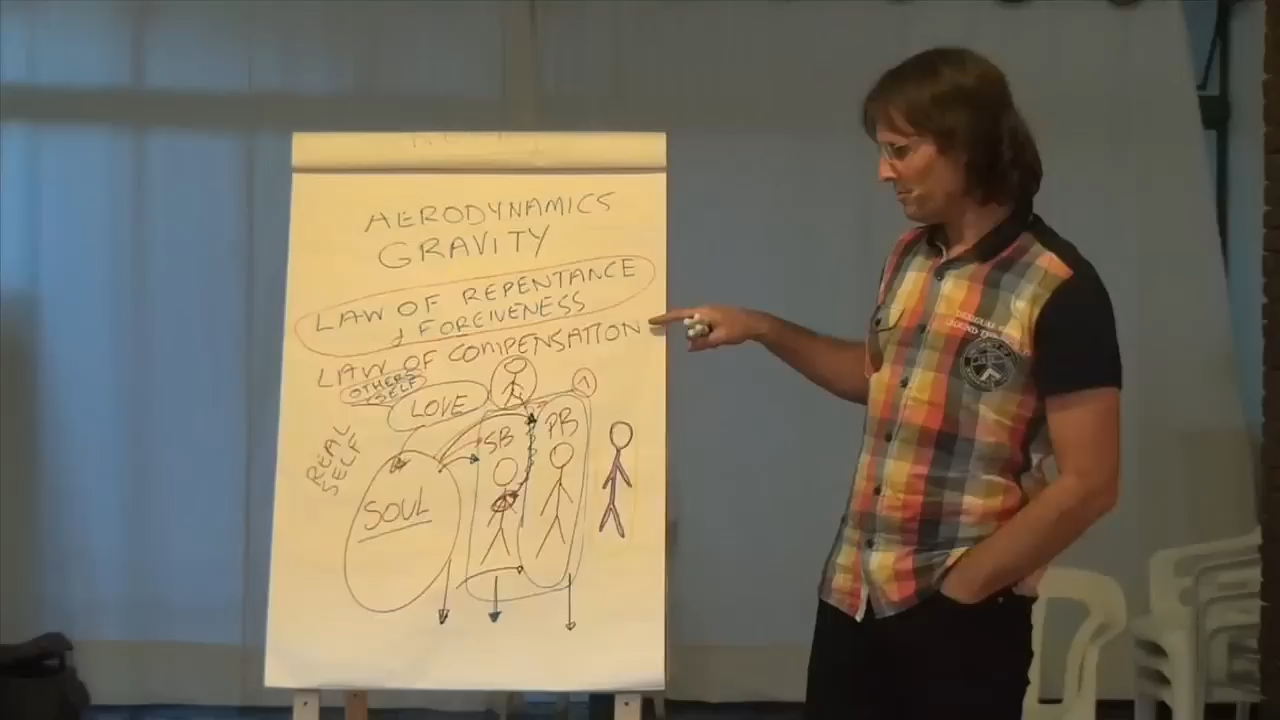 AERODYNAMICS
GRAVITY
LAW OF REPENTANCE
& FORGIVENESS
LAW OF COMPENSATION
OTHERS
SELF
LOVE
REAL
SELF
SB
PB
SOUL